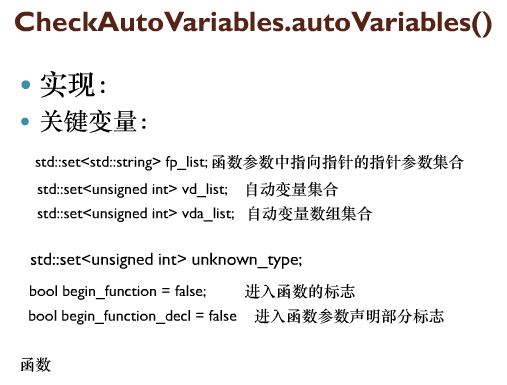 CheckAutoVariables.autoVariables()
实现:
关键变量:
std::set<std::string> fp_list; 函数参数中指向指针的指针参数集合
std::set<unsigned int> vd_list; 自动变量集合
std::set<unsigned int> vda_list; 自动变量数组集合
std::set<unsigned int> unknown_type;
bool begin_function = false; 进入函数的标志
bool begin_function_decl = false 进入函数参数声明部分标志
函数